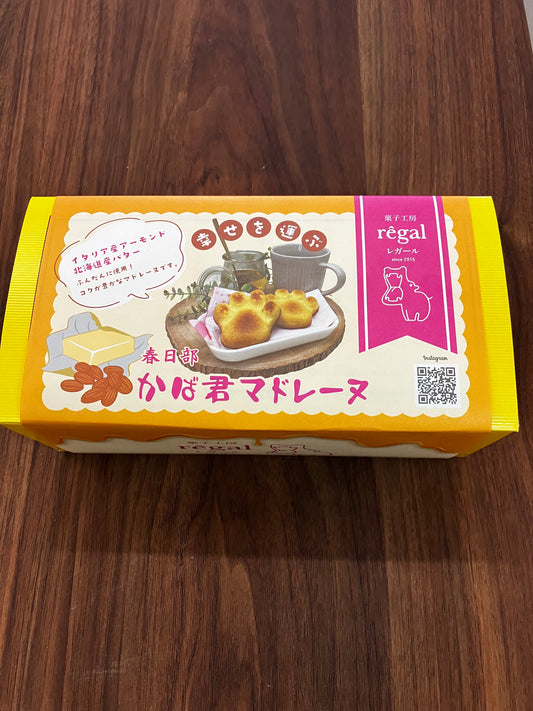 イタリア産アーモンド
北海道産バター
ふんだんに使用!
コクが豊かなマドレーヌです。
幸せを運ぶ
菓子工房
rêgal
レガール
since 2015
春日部
かば君マドレーヌ
Instagram
菓子工房
rêgal